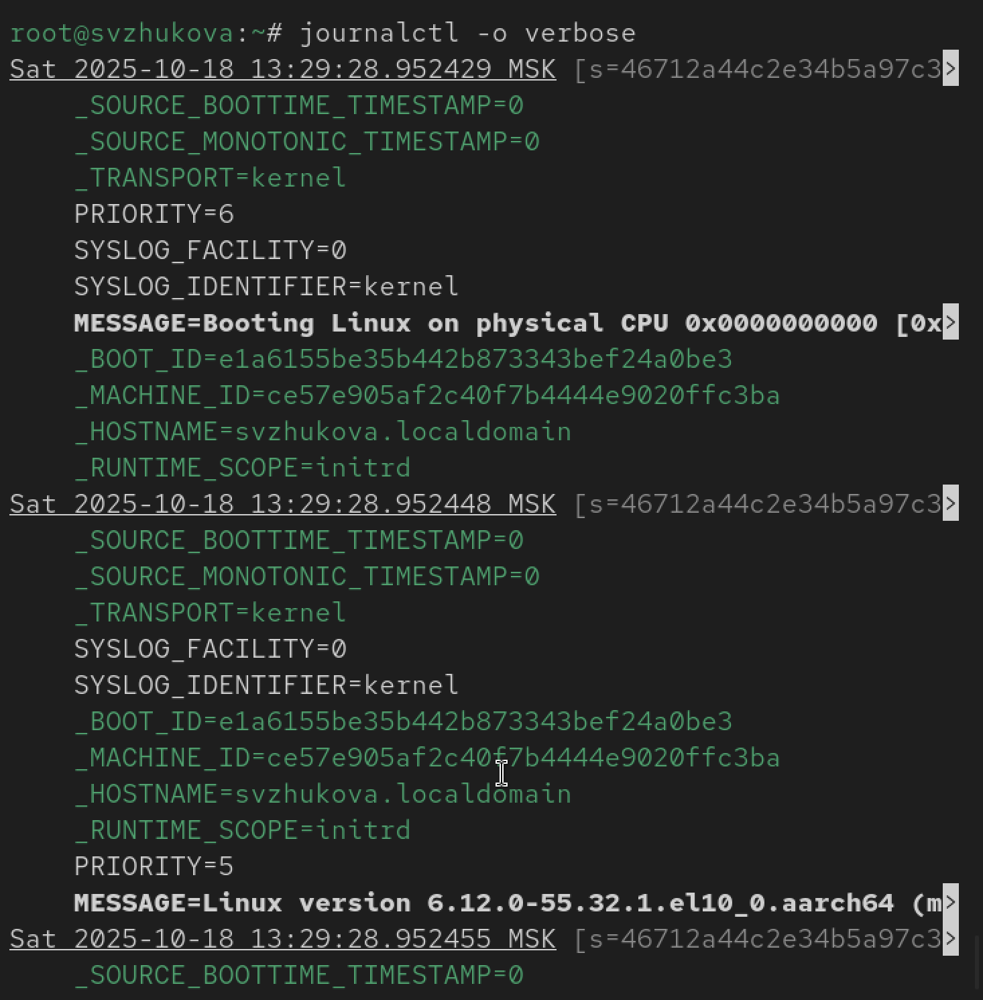 root@svzhukova:~# journalctl -o verbose
Sat 2025-10-18 13:29:28.952429 MSK [s=46712a44c2e34b5a97c3>
    _SOURCE_BOOTTIME_TIMESTAMP=0
    _SOURCE_MONOTONIC_TIMESTAMP=0
    _TRANSPORT=kernel
    PRIORITY=6
    SYSLOG_FACILITY=0
    SYSLOG_IDENTIFIER=kernel
    MESSAGE=Booting Linux on physical CPU 0x0000000000 [0x>
    _BOOT_ID=e1a6155be35b442b873343bef24a0be3
    _MACHINE_ID=ce57e905af2c40f7b4444e9020ffc3ba
    _HOSTNAME=svzhukova.localdomain
    _RUNTIME_SCOPE=initrd
Sat 2025-10-18 13:29:28.952448 MSK [s=46712a44c2e34b5a97c3>
    _SOURCE_BOOTTIME_TIMESTAMP=0
    _SOURCE_MONOTONIC_TIMESTAMP=0
    _TRANSPORT=kernel
    SYSLOG_FACILITY=0
    SYSLOG_IDENTIFIER=kernel
    _BOOT_ID=e1a6155be35b442b873343bef24a0be3
    _MACHINE_ID=ce57e905af2c40f7b4444e9020ffc3ba
    _HOSTNAME=svzhukova.localdomain
    _RUNTIME_SCOPE=initrd
    PRIORITY=5
    MESSAGE=Linux version 6.12.0-55.32.1.el10_0.aarch64 (m>
Sat 2025-10-18 13:29:28.952455 MSK [s=46712a44c2e34b5a97c3>
    _SOURCE_BOOTTIME_TIMESTAMP=0